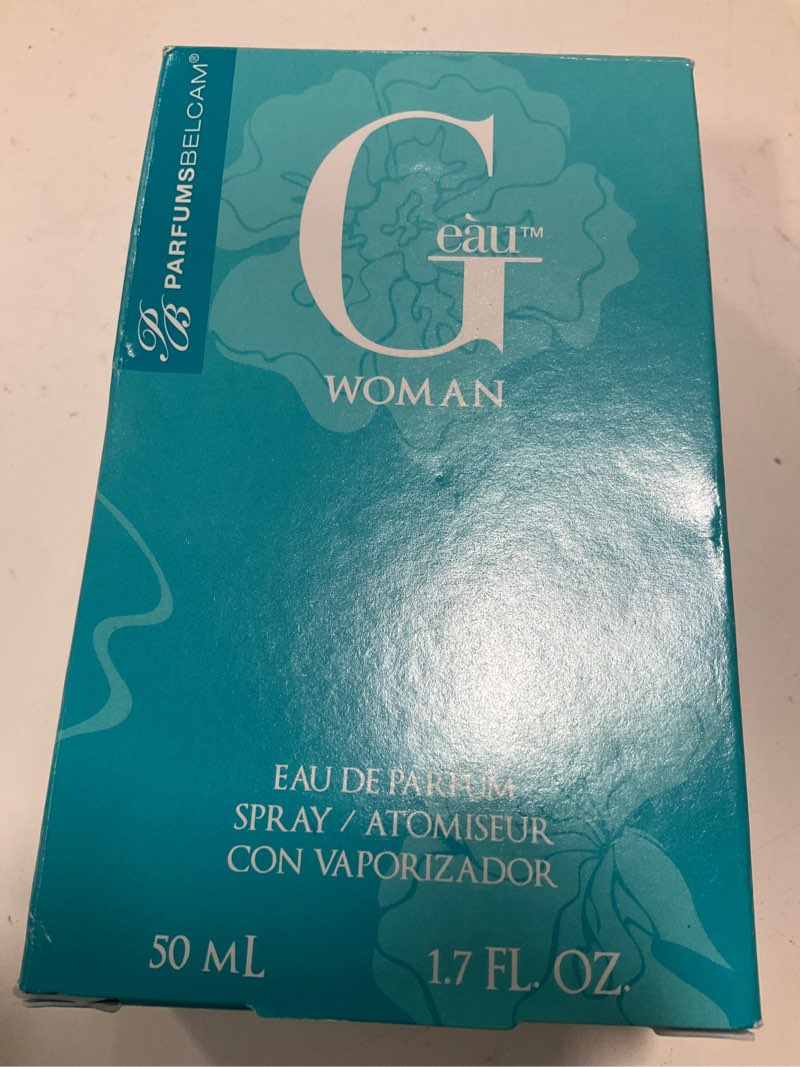 PB PARFUMSBELCAM®
G eàu™
WOMAN
EAU DE PARFUM
SPRAY / ATOMISEUR
CON VAPORIZADOR
50 mL 1.7 FL. OZ.